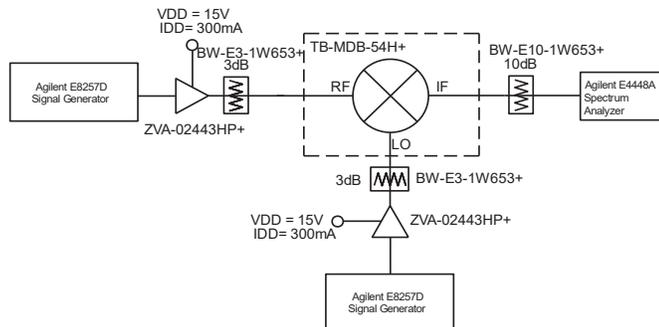 VDD = 15V
IDD= 300mA
BW-E3-1W653+
3dB
TB-MDB-54H+
BW-E10-1W653+
10dB
Agilent E8257D
Signal Generator
RF
IF
Agilent E4448A
Spectrum
Analyzer
ZVA-02443HP+
LO
3dB
BW-E3-1W653+
VDD = 15V
IDD= 300mA
ZVA-02443HP+
Agilent E8257D
Signal Generator